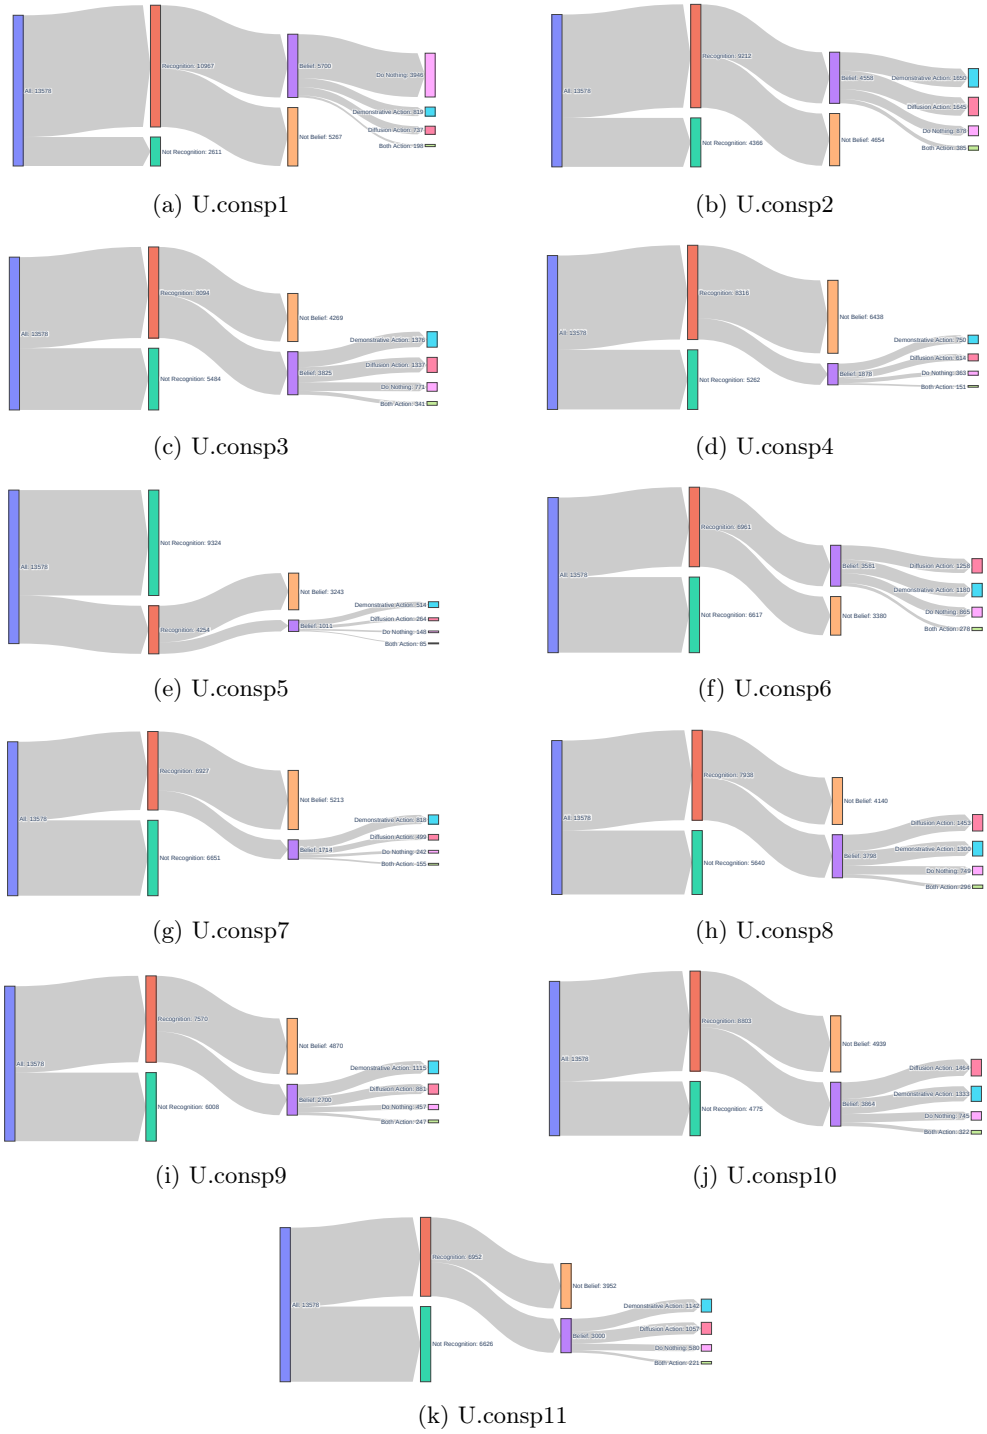 All: 13578
Recognition: 10967
Not Recognition: 2611
Belief: 5700
Not Belief: 5267
Do Nothing: 3946
Demonstrative Action: 819
Diffusion Action: 737
Both Action: 198
(a) U.consp1
All: 13578
Recognition: 9212
Not Recognition: 4366
Belief: 4558
Not Belief: 4654
Demonstrative Action: 1650
Diffusion Action: 1645
Do Nothing: 878
Both Action: 385
(b) U.consp2
All: 13578
Recognition: 8094
Not Recognition: 5484
Not Belief: 4269
Belief: 3825
Demonstrative Action: 1376
Diffusion Action: 1337
Do Nothing: 771
Both Action: 341
(c) U.consp3
All: 13578
Recognition: 8316
Not Recognition: 5262
Not Belief: 6438
Belief: 1878
Demonstrative Action: 750
Diffusion Action: 614
Do Nothing: 363
Both Action: 151
(d) U.consp4
All: 13578
Not Recognition: 9324
Recognition: 4254
Not Belief: 3243
Belief: 1011
Demonstrative Action: 514
Diffusion Action: 264
Do Nothing: 148
Both Action: 85
(e) U.consp5
All: 13578
Recognition: 6961
Not Recognition: 6617
Belief: 3581
Not Belief: 3380
Diffusion Action: 1258
Demonstrative Action: 1180
Do Nothing: 865
Both Action: 278
(f) U.consp6
All: 13578
Recognition: 6927
Not Recognition: 6651
Not Belief: 5213
Belief: 1714
Demonstrative Action: 818
Diffusion Action: 499
Do Nothing: 242
Both Action: 155
(g) U.consp7
All: 13578
Recognition: 7938
Not Recognition: 5640
Not Belief: 4140
Belief: 3798
Diffusion Action: 1453
Demonstrative Action: 1300
Do Nothing: 749
Both Action: 296
(h) U.consp8
All: 13578
Recognition: 7570
Not Recognition: 6008
Not Belief: 4870
Belief: 2700
Demonstrative Action: 1115
Diffusion Action: 881
Do Nothing: 457
Both Action: 247
(i) U.consp9
All: 13578
Recognition: 8803
Not Recognition: 4775
Not Belief: 4939
Belief: 3864
Diffusion Action: 1464
Demonstrative Action: 1333
Do Nothing: 745
Both Action: 322
(j) U.consp10
All: 13578
Recognition: 6952
Not Recognition: 6626
Not Belief: 3952
Belief: 3000
Demonstrative Action: 1142
Diffusion Action: 1057
Do Nothing: 580
Both Action: 221
(k) U.consp11